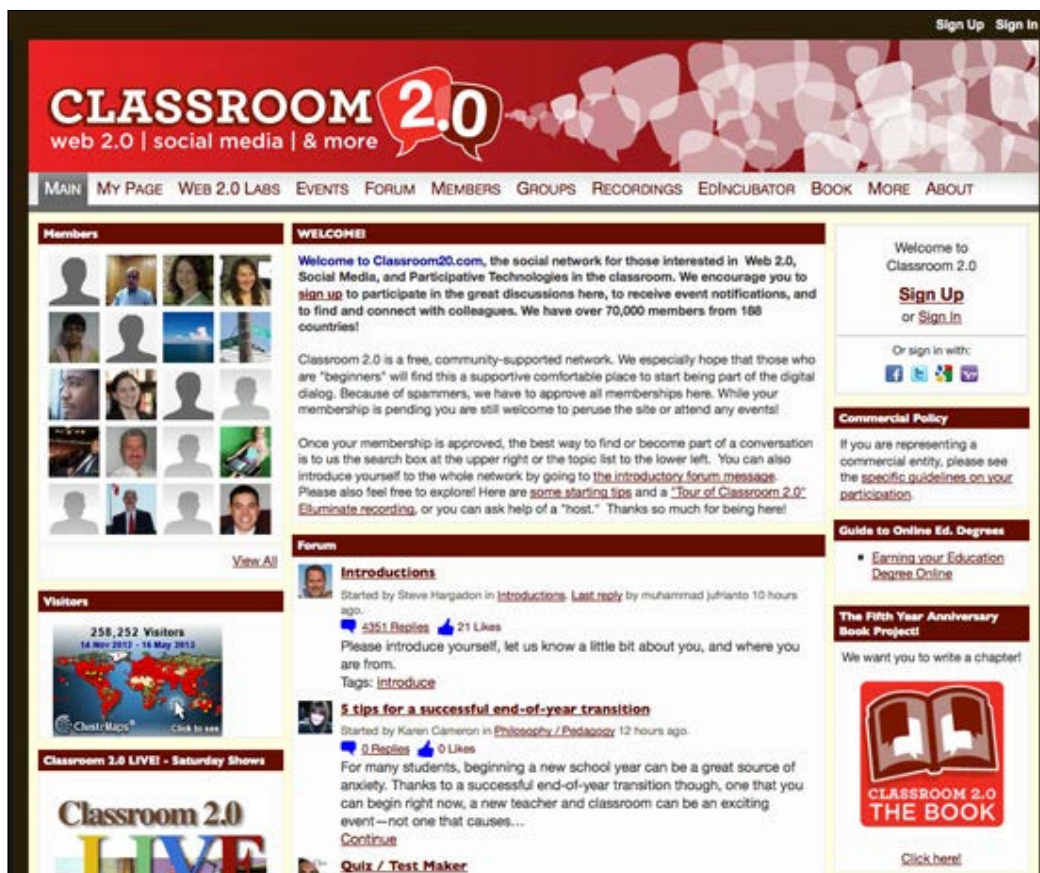 Sign Up Sign In
CLASSROOM 2.0
web 2.0 | social media | & more
MAIN MY PAGE WEB 2.0 LABS EVENTS FORUM MEMBERS GROUPS RECORDINGS EDINCUBATOR BOOK MORE ABOUT
Members
View All
Visitors
258,252 Visitors
14 Nov 2012 - 16 May 2013
ClustrMaps®
Click to see
Classroom 2.0 LIVE! - Saturday Shows
Classroom 2.0
LIVE
WELCOME!
Welcome to Classroom20.com, the social network for those interested in Web 2.0,
Social Media, and Participative Technologies in the classroom. We encourage you to
sign up to participate in the great discussions here, to receive event notifications, and
to find and connect with colleagues. We have over 70,000 members from 188
countries!
Classroom 2.0 is a free, community-supported network. We especially hope that those who
are "beginners" will find this a supportive comfortable place to start being part of the digital
dialog. Because of spammers, we have to approve all memberships here. While your
membership is pending you are still welcome to peruse the site or attend any events!
Once your membership is approved, the best way to find or become part of a conversation
is to us the search box at the upper right or the topic list to the lower left. You can also
introduce yourself to the whole network by going to the introductory forum message.
Please also feel free to explore! Here are some starting tips and a "Tour of Classroom 2.0"
Elluminate recording, or you can ask help of a "host." Thanks so much for being here!
Forum
Introductions
Started by Steve Hargadon in Introductions. Last reply by muhammad jufrianto 10 hours
ago.
4351 Replies 21 Likes
Please introduce yourself, let us know a little bit about you, and where you
are from.
Tags: introduce
5 tips for a successful end-of-year transition
Started by Karen Cameron in Philosophy / Pedagogy 12 hours ago.
0 Replies 0 Likes
For many students, beginning a new school year can be a great source of
anxiety. Thanks to a successful end-of-year transition though, one that you
can begin right now, a new teacher and classroom can be an exciting
event—not one that causes…
Continue
Quiz / Test Maker
Welcome to
Classroom 2.0
Sign Up
or Sign In
Or sign in with:
Commercial Policy
If you are representing a
commercial entity, please see
the specific guidelines on your
participation.
Guide to Online Ed. Degrees
Earning your Education
Degree Online
The Fifth Year Anniversary
Book Project!
We want you to write a chapter!
CLASSROOM 2.0
THE BOOK
Click here!